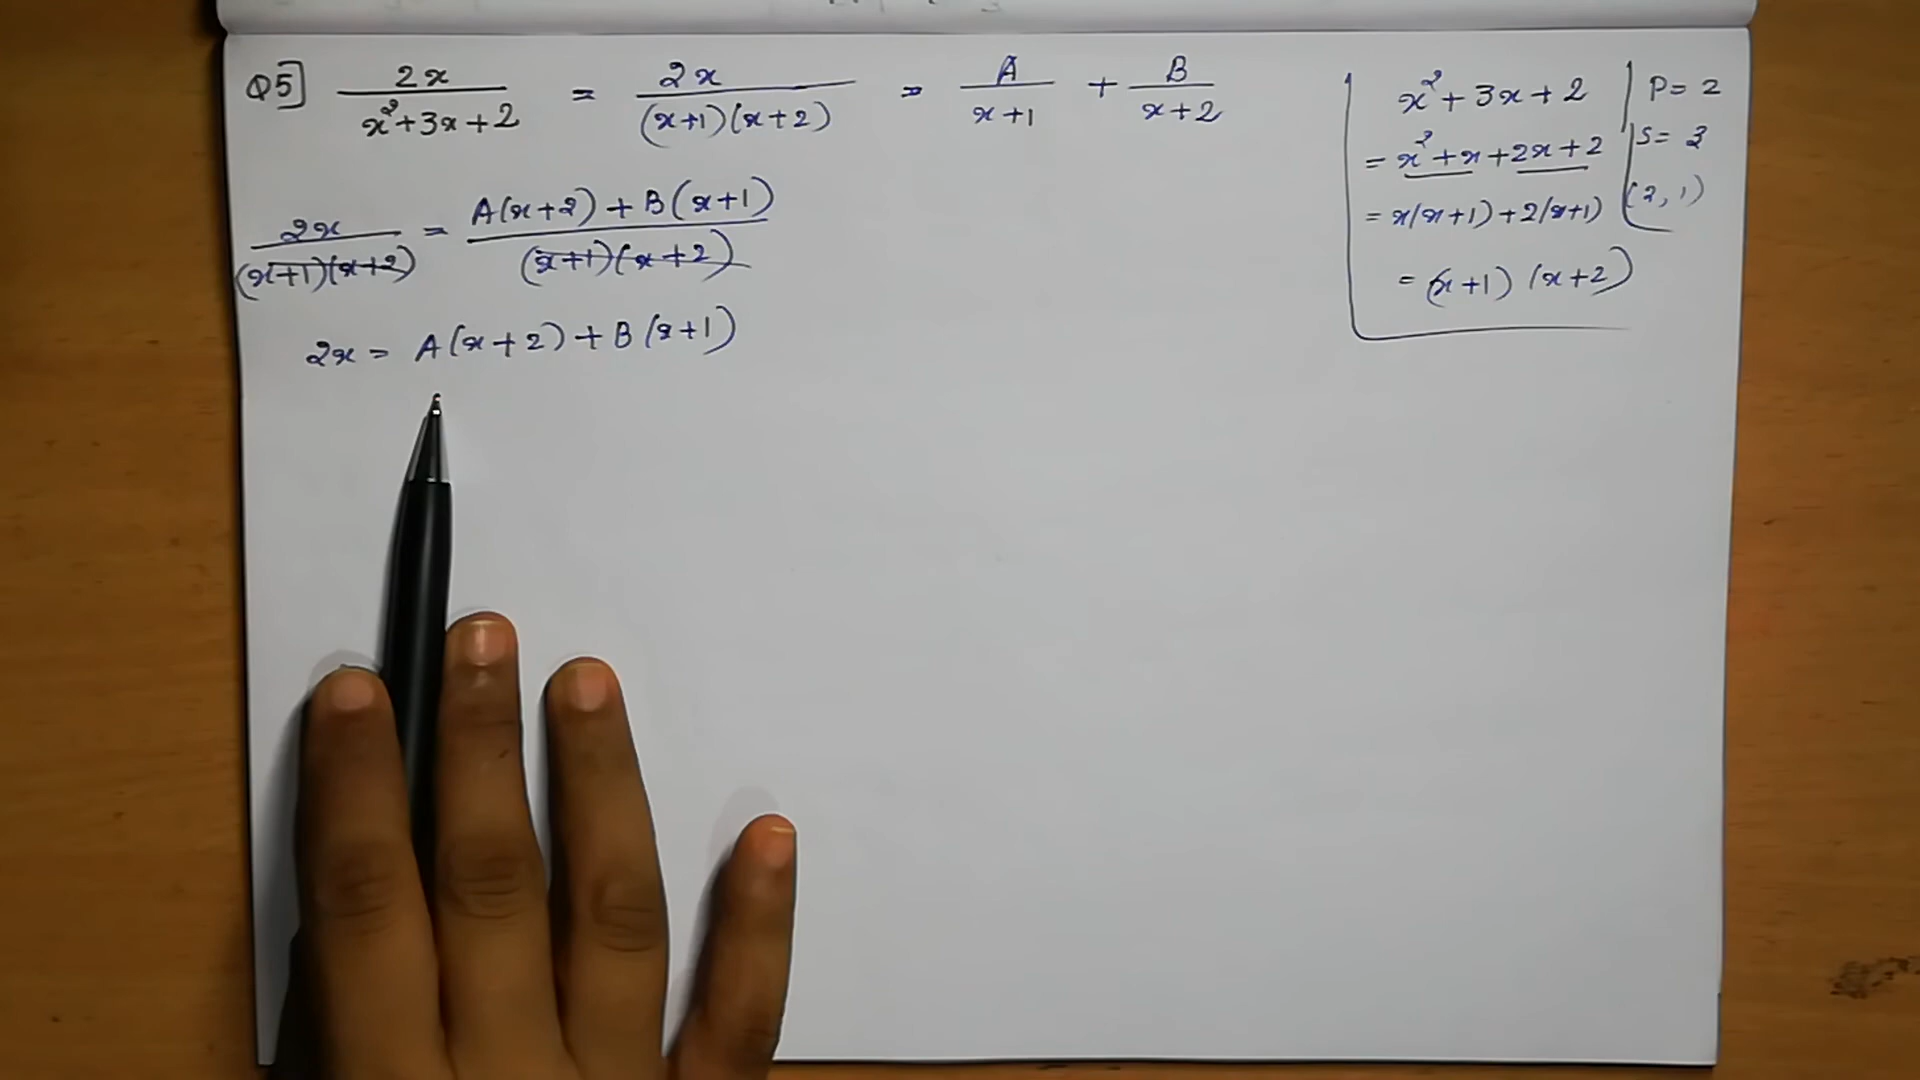 Q5] 2x / x²+3x+2 = 2x / (x+1)(x+2) = A / x+1 + B / x+2
2x / (x+1)(x+2) = A(x+2) + B(x+1) / (x+1)(x+2)
2x = A(x+2) + B(x+1)
x²+3x+2
= x²+x+2x+2
= x(x+1)+2(x+1)
= (x+1) (x+2)
P= 2
S= 3
(2, 1)